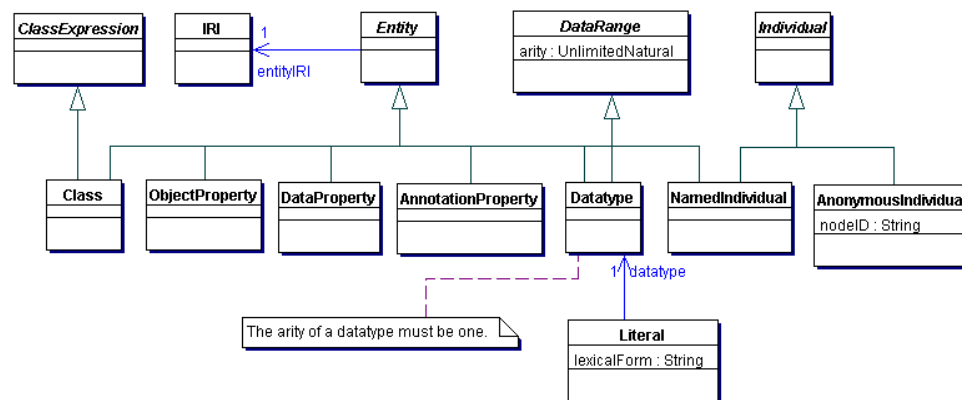 ClassExpression
IRI
1
entityIRI
Entity
DataRange
arity : UnlimitedNatural
Individual
Class
ObjectProperty
DataProperty
AnnotationProperty
Datatype
NamedIndividual
AnonymousIndividual
nodeID : String
1 datatype
The arity of a datatype must be one.
Literal
lexicalForm : String